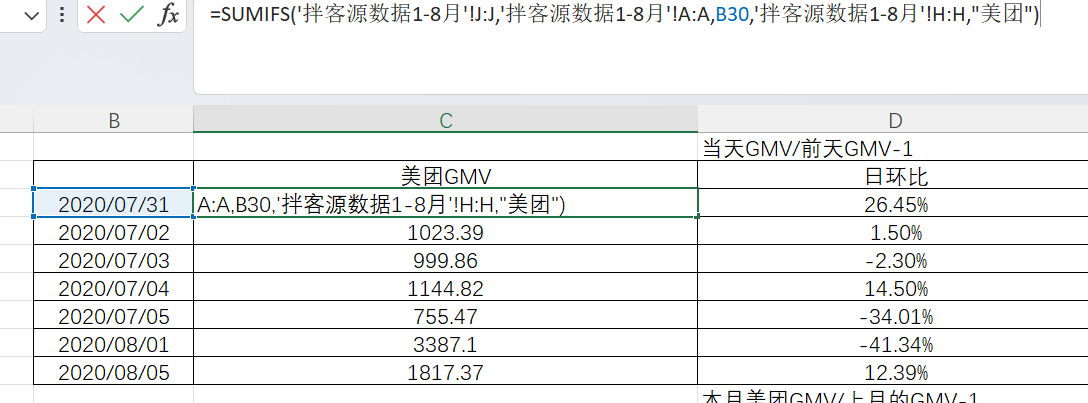 fx =SUMIFS('拌客源数据1-8月'!J:J,'拌客源数据1-8月'!A:A,B30,'拌客源数据1-8月'!H:H,"美团")
B C D
当天GMV/前天GMV-1
美团GMV 日环比
2020/07/31 A:A,B30,'拌客源数据1-8月'!H:H,"美团") 26.45%
2020/07/02 1023.39 1.50%
2020/07/03 999.86 -2.30%
2020/07/04 1144.82 14.50%
2020/07/05 755.47 -34.01%
2020/08/01 3387.1 -41.34%
2020/08/05 1817.37 12.39%
本月美团GMV/上月的GMV-1